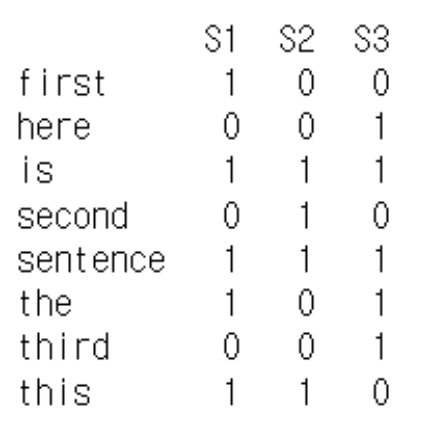 S1 S2 S3
first 1 0 0
here 0 0 1
is 1 1 1
second 0 1 0
sentence 1 1 1
the 1 0 1
third 0 0 1
this 1 1 0